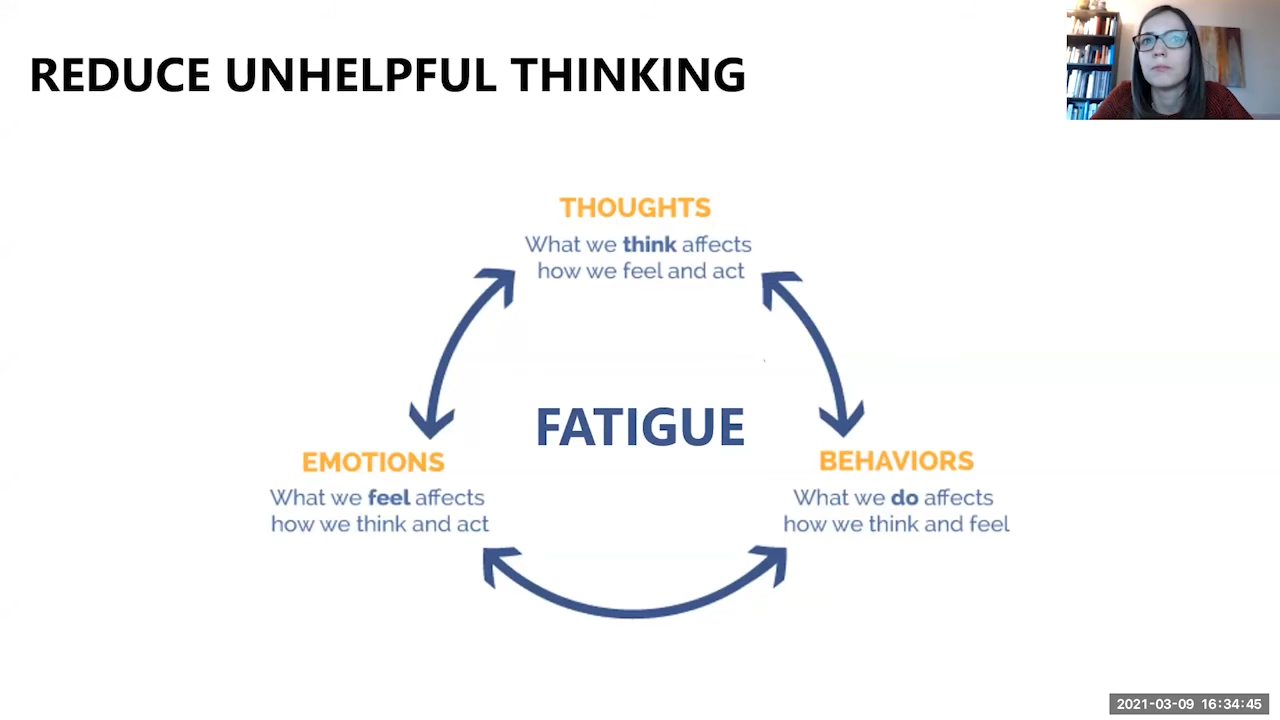 REDUCE UNHELPFUL THINKING
THOUGHTS
What we think affects
how we feel and act
FATIGUE
EMOTIONS
What we feel affects
how we think and act
BEHAVIORS
What we do affects
how we think and feel
2021-03-09 16:34:45